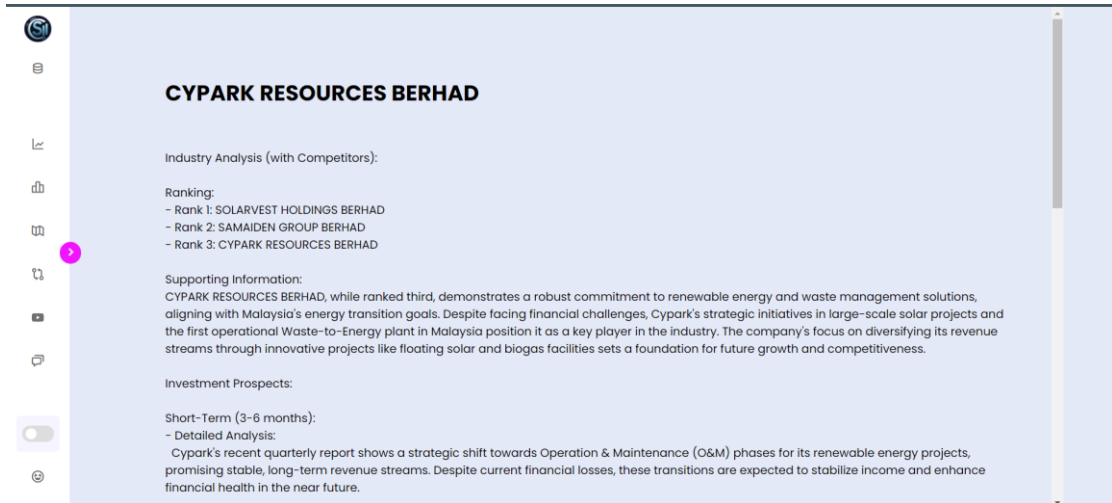 Sil
CYPARK RESOURCES BERHAD
Industry Analysis (with Competitors):
Ranking:
- Rank 1: SOLARVEST HOLDINGS BERHAD
- Rank 2: SAMAIDEN GROUP BERHAD
- Rank 3: CYPARK RESOURCES BERHAD
Supporting Information:
CYPARK RESOURCES BERHAD, while ranked third, demonstrates a robust commitment to renewable energy and waste management solutions,
aligning with Malaysia's energy transition goals. Despite facing financial challenges, Cypark's strategic initiatives in large-scale solar projects and
the first operational Waste-to-Energy plant in Malaysia position it as a key player in the industry. The company's focus on diversifying its revenue
streams through innovative projects like floating solar and biogas facilities sets a foundation for future growth and competitiveness.
Investment Prospects:
Short-Term (3-6 months):
- Detailed Analysis:
Cypark's recent quarterly report shows a strategic shift towards Operation & Maintenance (O&M) phases for its renewable energy projects,
promising stable, long-term revenue streams. Despite current financial losses, these transitions are expected to stabilize income and enhance
financial health in the near future.